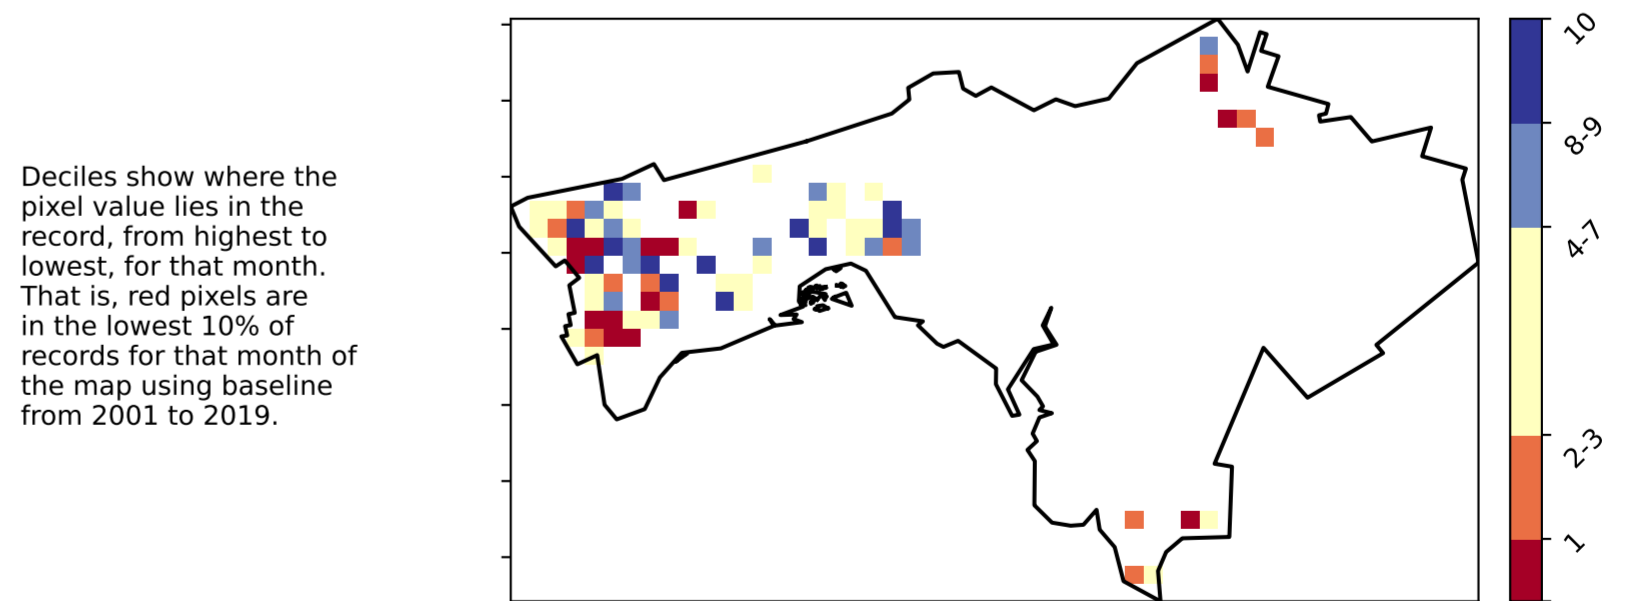 Deciles show where the
pixel value lies in the
record, from highest to
lowest, for that month.
That is, red pixels are
in the lowest 10% of
records for that month of
the map using baseline
from 2001 to 2019.
10
8-9
4-7
2-3
1